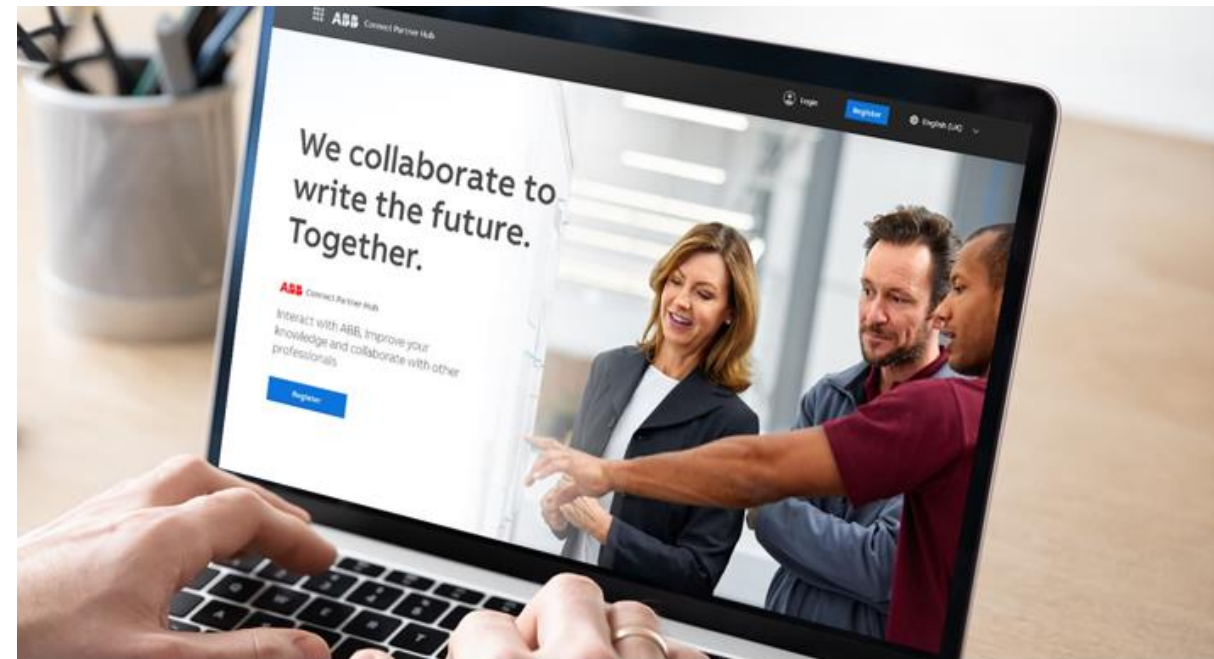 ABB Connect Partner Hub
Login
Register
English (UK)
We collaborate to
write the future.
Together.
ABB Connect Partner Hub
Interact with ABB, Improve your
knowledge and collaborate with other
professionals
Register